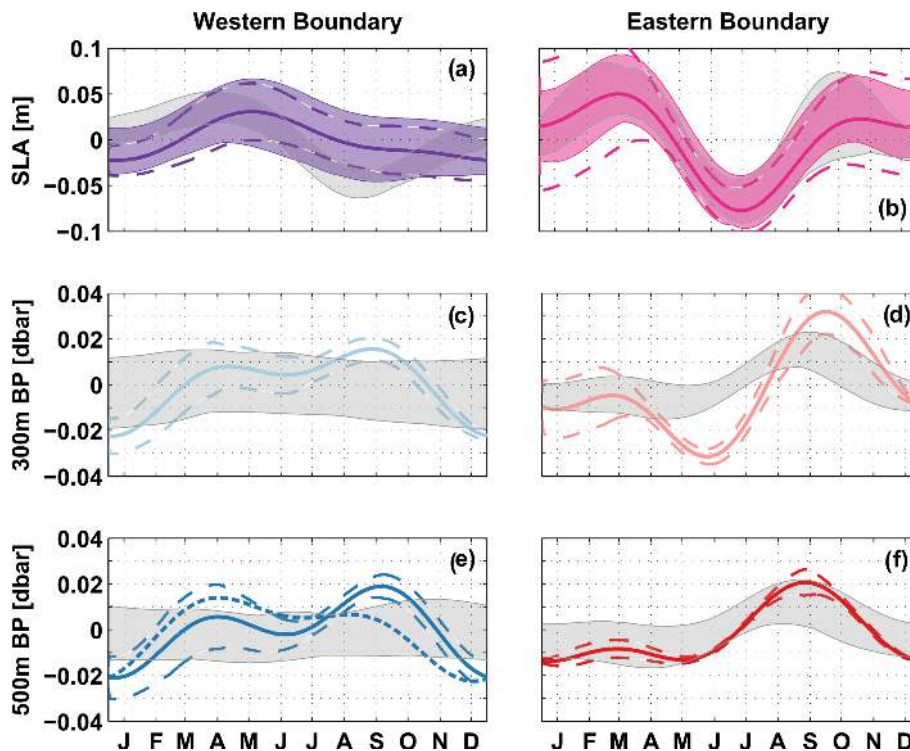 Western Boundary
Eastern Boundary
SLA [m]
0.1
0.05
0
−0.05
−0.1
(a)
(b)
300m BP [dbar]
0.04
0.02
0
−0.02
−0.04
(c)
(d)
500m BP [dbar]
0.04
0.02
0
−0.02
−0.04
(e)
(f)
J F M A M J J A S O N D
J F M A M J J A S O N D